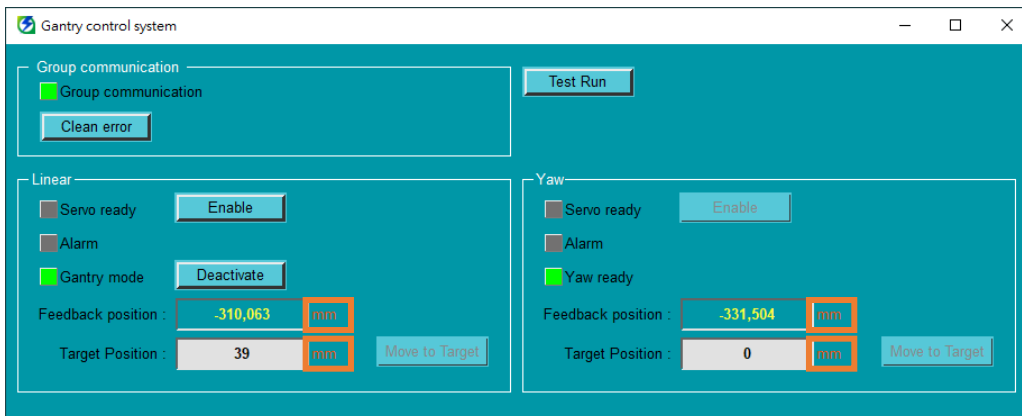 Gantry control system
Group communication
Group communication
Test Run
Clean error
Linear
Servo ready
Enable
Alarm
Gantry mode
Deactivate
Feedback position :
-310,063
mm
Target Position :
39
mm
Move to Target
Yaw
Servo ready
Enable
Alarm
Yaw ready
Feedback position :
-331,504
mm
Target Position :
0
mm
Move to Target